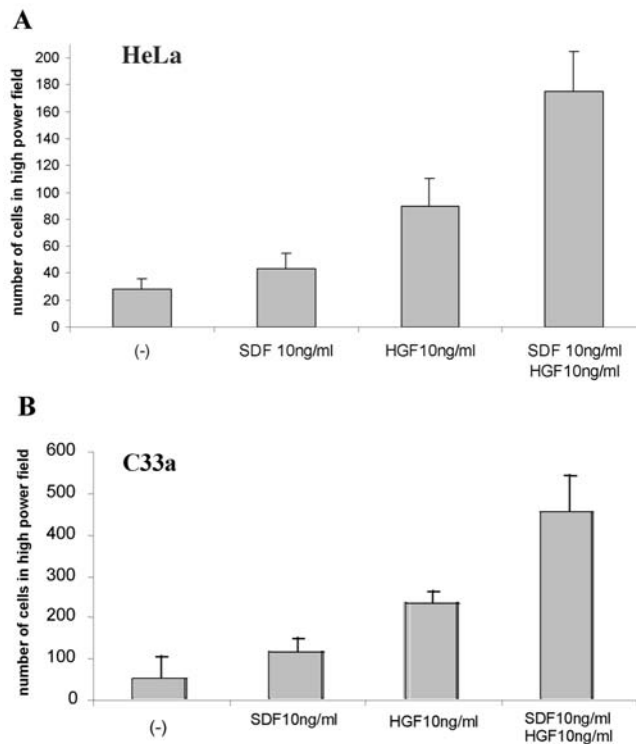 A
HeLa
number of cells in high power field
200
180
160
140
120
100
80
60
40
20
0
(-)
SDF 10ng/ml
HGF10ng/ml
SDF 10ng/ml
HGF10ng/ml
B
C33a
number of cells in high power field
600
500
400
300
200
100
0
(-)
SDF10ng/ml
HGF10ng/ml
SDF10ng/ml
HGF10ng/ml